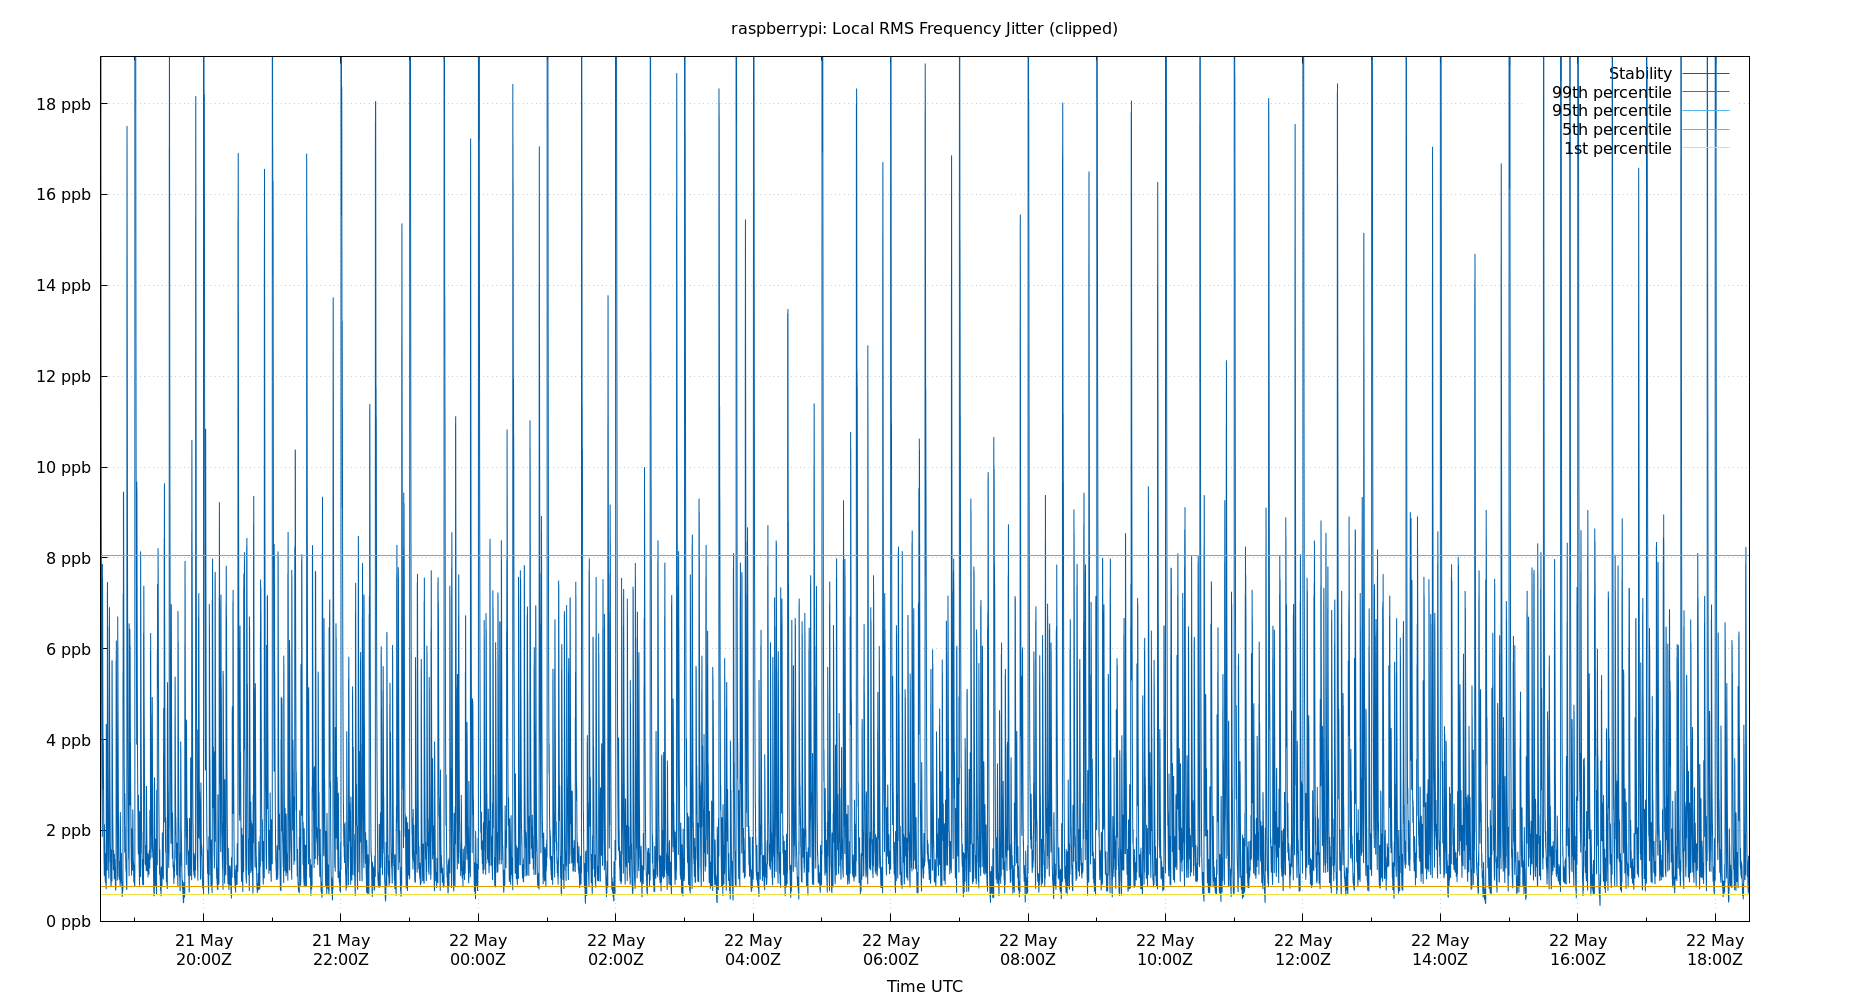 raspberrypi: Local RMS Frequency Jitter (clipped)
Stability
99th percentile
95th percentile
5th percentile
1st percentile
18 ppb
16 ppb
14 ppb
12 ppb
10 ppb
8 ppb
6 ppb
4 ppb
2 ppb
0 ppb
21 May 21 May 22 May 22 May 22 May 22 May 22 May 22 May 22 May 22 May 22 May 22 May
20:00Z 22:00Z 00:00Z 02:00Z 04:00Z 06:00Z 08:00Z 10:00Z 12:00Z 14:00Z 16:00Z 18:00Z
Time UTC